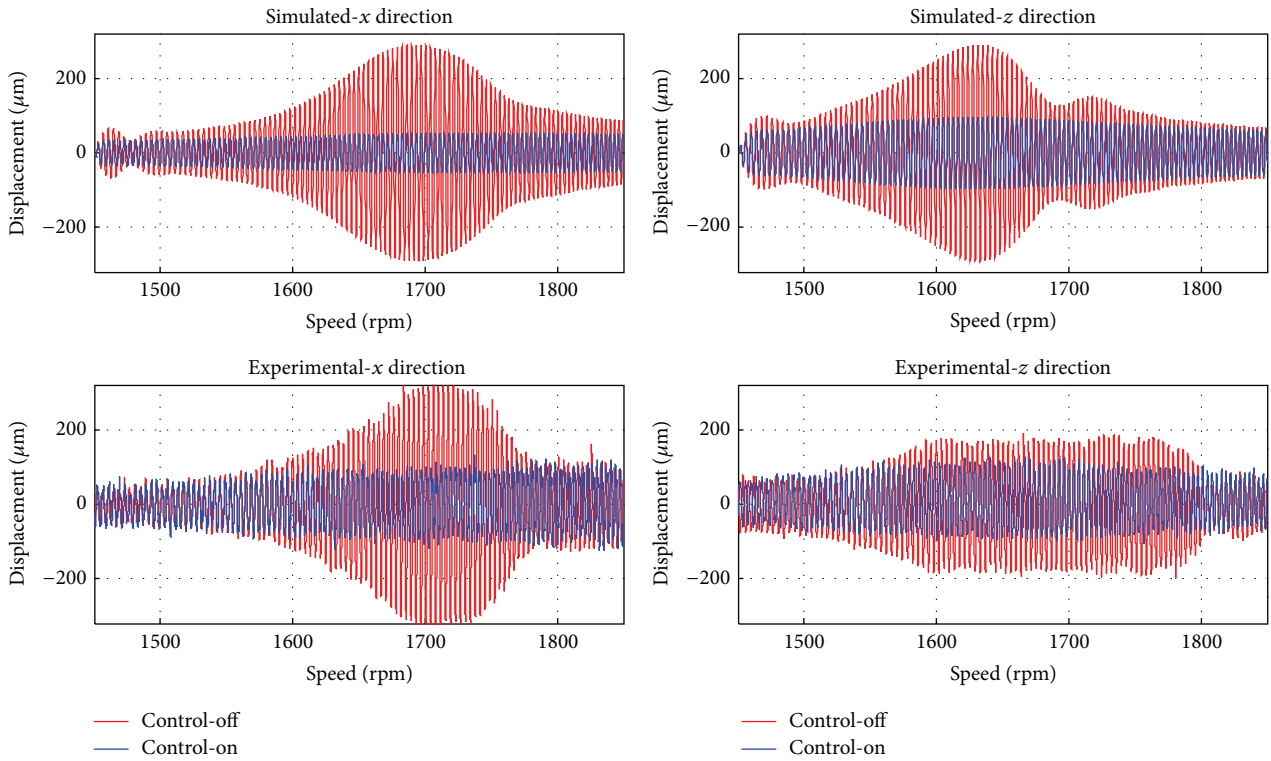 Simulated-x direction
Displacement (μm)
200
0
−200
1500 1600 1700 1800
Speed (rpm)
Simulated-z direction
Displacement (μm)
200
0
−200
1500 1600 1700 1800
Speed (rpm)
Experimental-x direction
Displacement (μm)
200
0
−200
1500 1600 1700 1800
Speed (rpm)
Control-off
Control-on
Experimental-z direction
Displacement (μm)
200
0
−200
1500 1600 1700 1800
Speed (rpm)
Control-off
Control-on